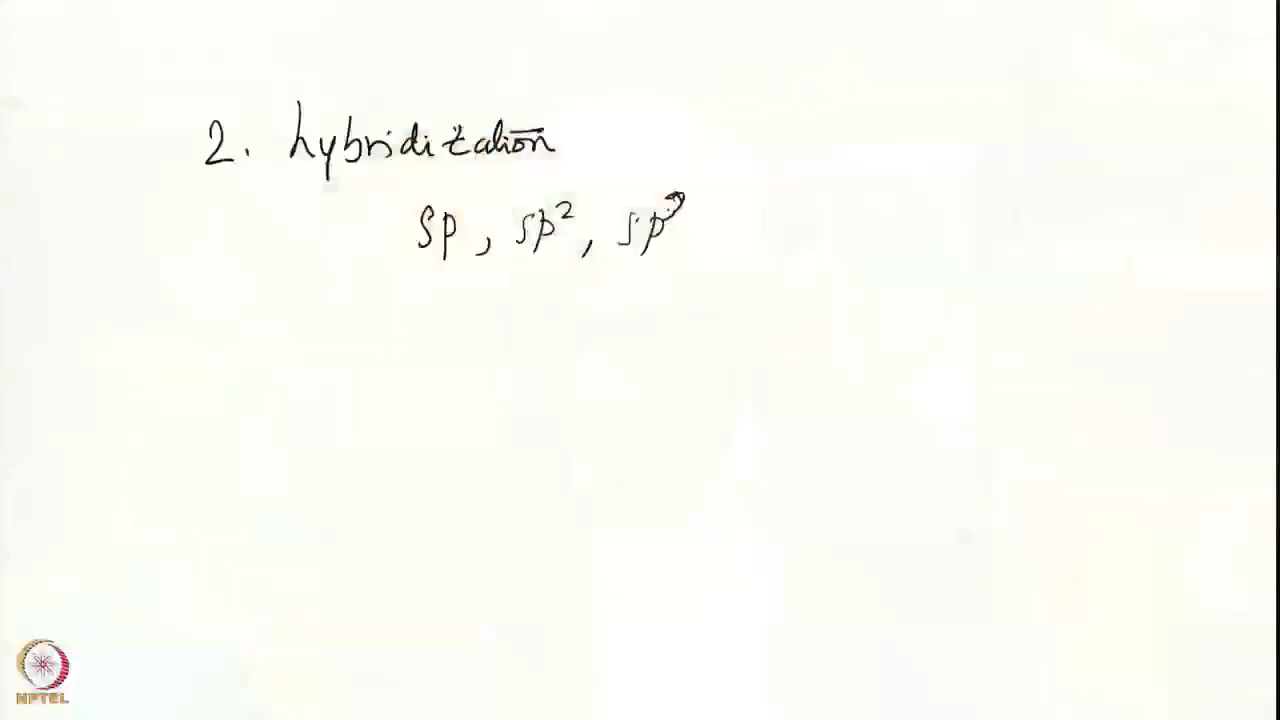 2. hybridization
sp, sp², sp³
NPTEL